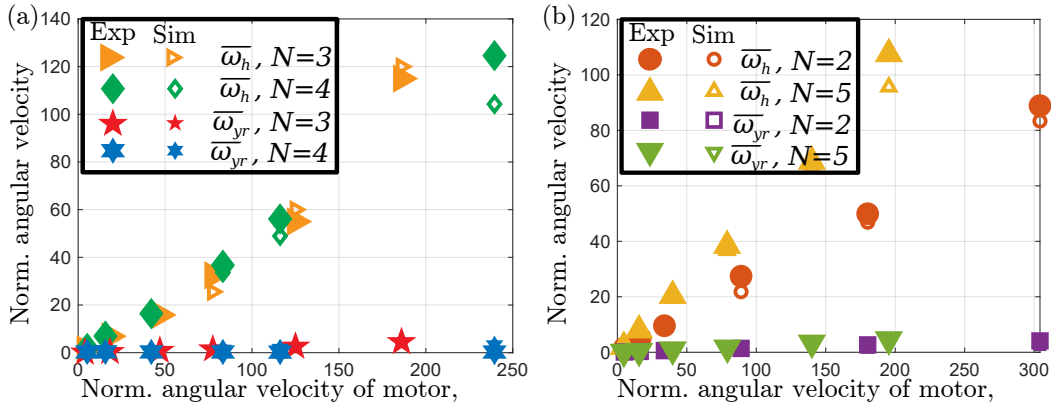 (a)
140
120
100
80
60
40
20
0
Norm. angular velocity
Exp Sim
ω̅_h, N=3
ω̅_h, N=4
ω̅_yr, N=3
ω̅_yr, N=4
0 50 100 150 200 250
Norm. angular velocity of motor,
(b)
120
100
80
60
40
20
0
Norm. angular velocity
Exp Sim
ω̅_h, N=2
ω̅_h, N=5
ω̅_yr, N=2
ω̅_yr, N=5
0 50 100 150 200 250 300
Norm. angular velocity of motor,